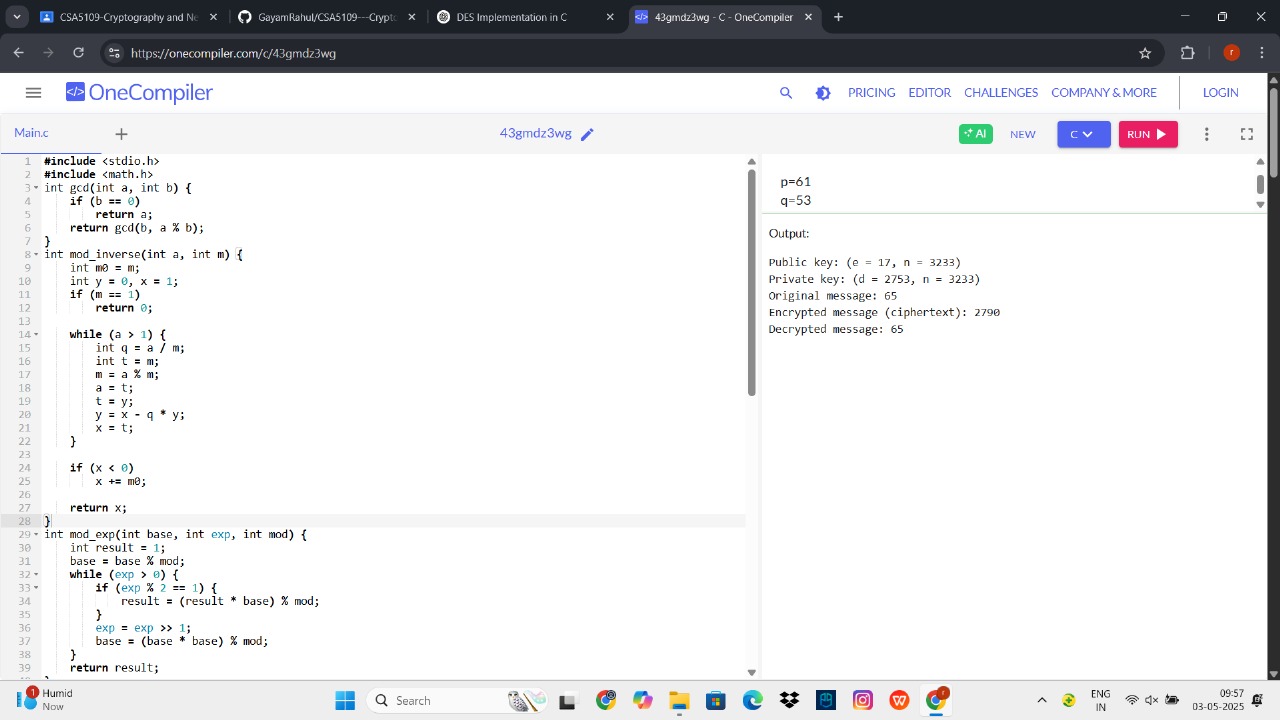 CSA5109-Cryptography and Ne
GayamRahul/CSA5109---Crypto
DES Implementation in C
43gmdz3wg - C - OneCompiler
https://onecompiler.com/c/43gmdz3wg
r
OneCompiler
PRICING
EDITOR
CHALLENGES
COMPANY & MORE
LOGIN
Main.c
43gmdz3wg
AI
NEW
C
RUN
1 #include <stdio.h>
2 #include <math.h>
3 int gcd(int a, int b) {
4     if (b == 0)
5         return a;
6     return gcd(b, a % b);
7 }
8 int mod_inverse(int a, int m) {
9     int m0 = m;
10     int y = 0, x = 1;
11     if (m == 1)
12         return 0;
13
14     while (a > 1) {
15         int q = a / m;
16         int t = m;
17         m = a % m;
18         a = t;
19         t = y;
20         y = x - q * y;
21         x = t;
22     }
23
24     if (x < 0)
25         x += m0;
26
27     return x;
28 }
29 int mod_exp(int base, int exp, int mod) {
30     int result = 1;
31     base = base % mod;
32     while (exp > 0) {
33         if (exp % 2 == 1) {
34             result = (result * base) % mod;
35         }
36         exp = exp >> 1;
37         base = (base * base) % mod;
38     }
39     return result;
p=61
q=53
Output:
Public key: (e = 17, n = 3233)
Private key: (d = 2753, n = 3233)
Original message: 65
Encrypted message (ciphertext): 2790
Decrypted message: 65
1
Humid
Now
Search
ENG
IN
09:57
03-05-2025